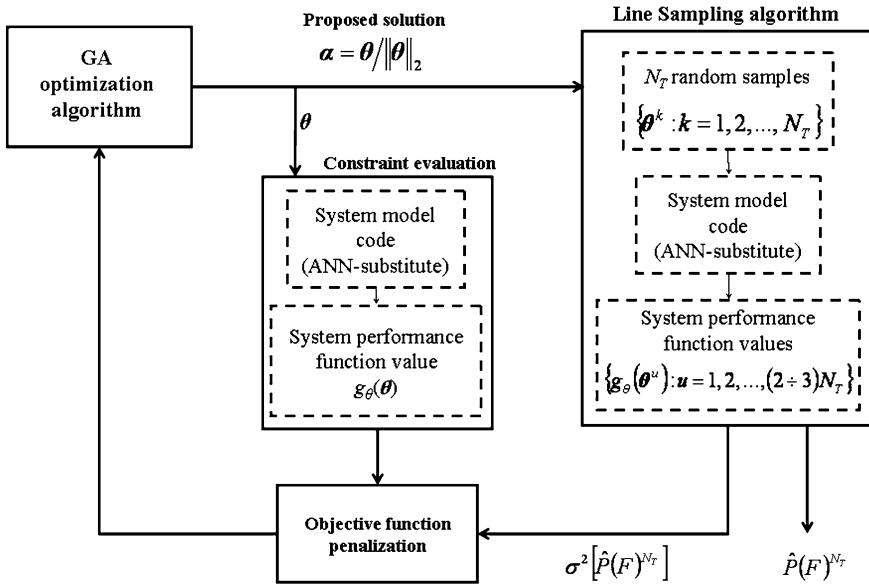 GA
optimization
algorithm
Proposed solution
α = θ/‖θ‖₂
θ
Line Sampling algorithm
N_T random samples
{θ^k : k = 1, 2, ..., N_T}
System model
code
(ANN-substitute)
System performance
function values
{g_θ(θ^u) : u = 1, 2, ..., (2 ÷ 3)N_T}
Constraint evaluation
System model
code
(ANN-substitute)
System performance
function value
g_θ(θ)
Objective function
penalization
σ²[P̂(F)^{N_T}]
P̂(F)^{N_T}